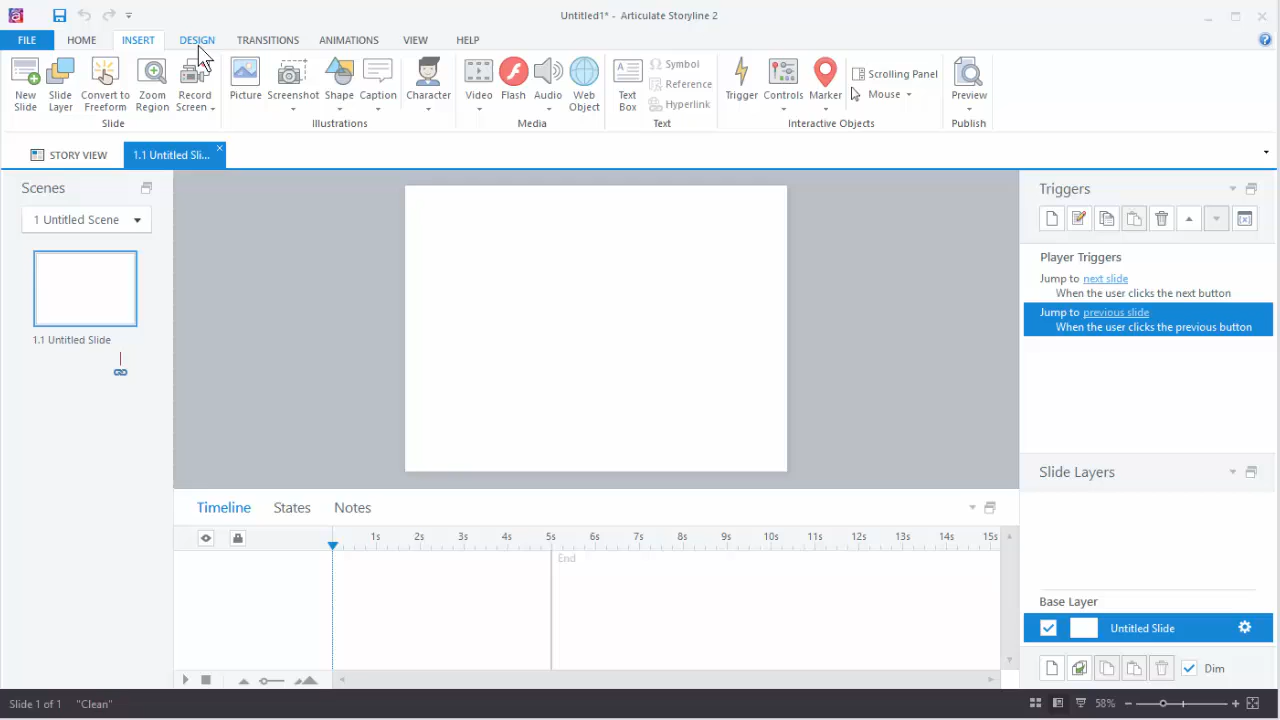 Untitled1* - Articulate Storyline 2
FILE HOME INSERT DESIGN TRANSITIONS ANIMATIONS VIEW HELP
New Slide
Slide Layer
Convert to Freeform
Zoom Region
Record Screen
Picture
Screenshot
Shape
Caption
Character
Video
Flash
Audio
Web Object
Text Box
Symbol
Reference
Hyperlink
Trigger
Controls
Marker
Scrolling Panel
Mouse
Preview
Slide Illustrations Media Text Interactive Objects Publish
STORY VIEW 1.1 Untitled Sli...
Scenes
1 Untitled Scene
1.1 Untitled Slide
Triggers
Player Triggers
Jump to next slide
When the user clicks the next button
Jump to previous slide
When the user clicks the previous button
Slide Layers
Base Layer
Untitled Slide
Dim
Timeline States Notes
1s 2s 3s 4s 5s 6s 7s 8s 9s 10s 11s 12s 13s 14s 15s
End
Slide 1 of 1 "Clean" 58%